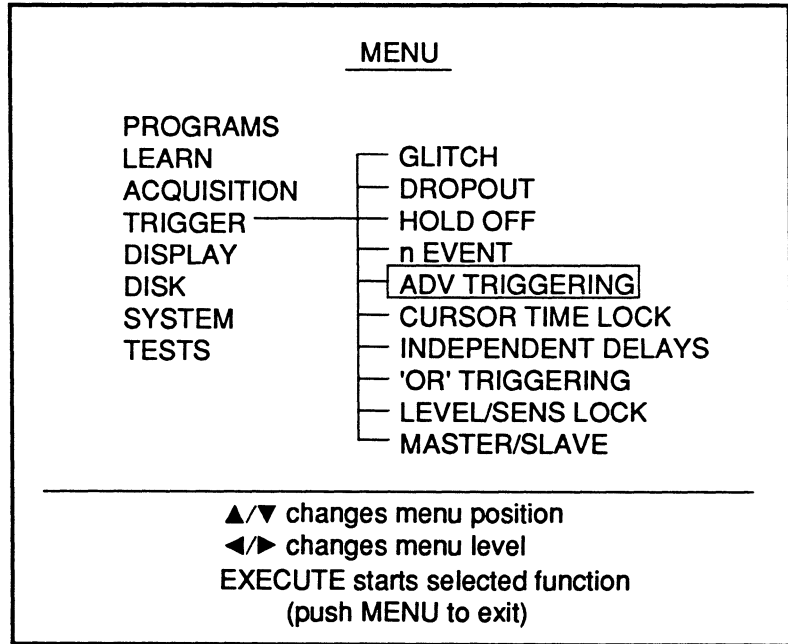 MENU
PROGRAMS
LEARN
ACQUISITION
TRIGGER
DISPLAY
DISK
SYSTEM
TESTS
GLITCH
DROPOUT
HOLD OFF
n EVENT
ADV TRIGGERING
CURSOR TIME LOCK
INDEPENDENT DELAYS
'OR' TRIGGERING
LEVEL/SENS LOCK
MASTER/SLAVE
▲/▼ changes menu position
◄/► changes menu level
EXECUTE starts selected function
(push MENU to exit)